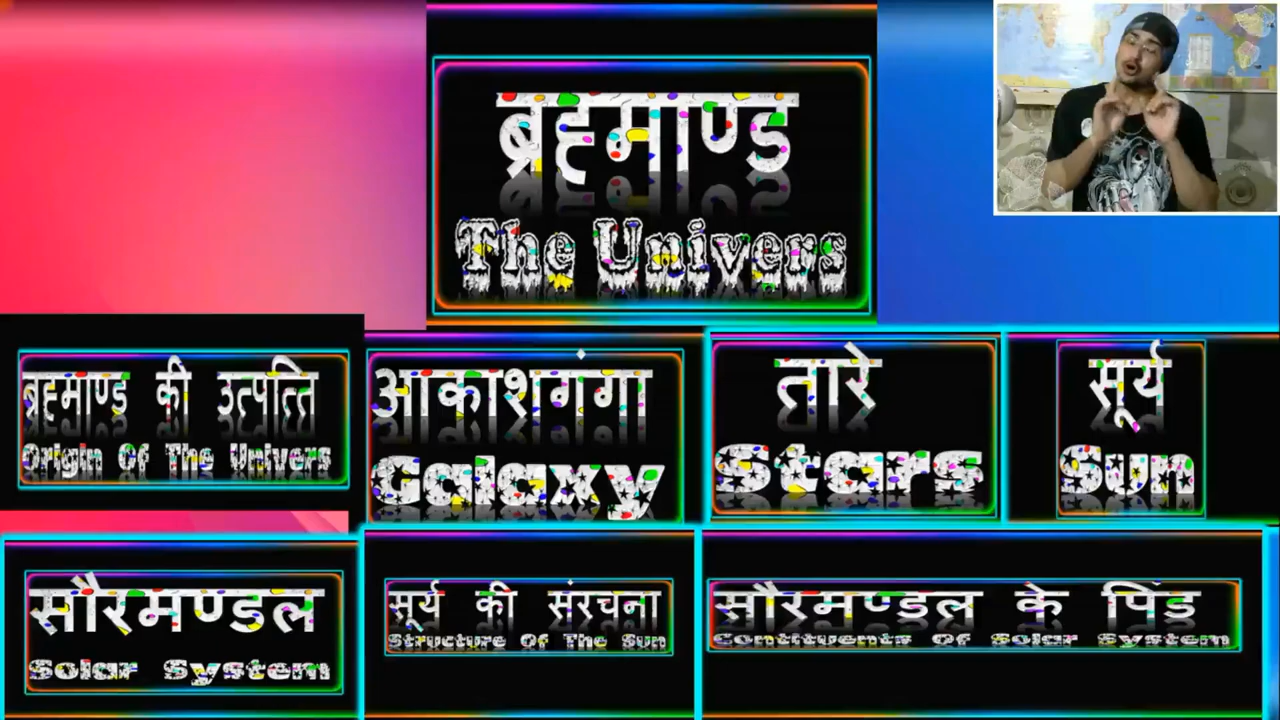 ब्रह्माण्ड
The Univers
ब्रह्माण्ड की उत्पत्ति
Origin Of The Univers
आकाशगंगा
Galaxy
तारे
Stars
सूर्य
Sun
सौरमण्डल
Solar System
सूर्य की संरचना
Structure Of The Sun
सौरमण्डल के पिंड
Contituents Of Solar System